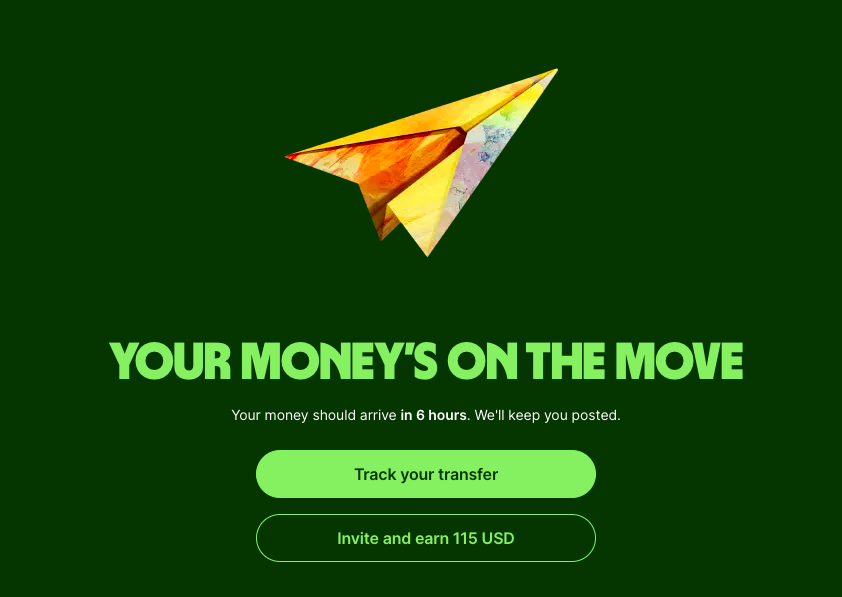 YOUR MONEY'S ON THE MOVE
Your money should arrive in 6 hours. We'll keep you posted.
Track your transfer
Invite and earn 115 USD